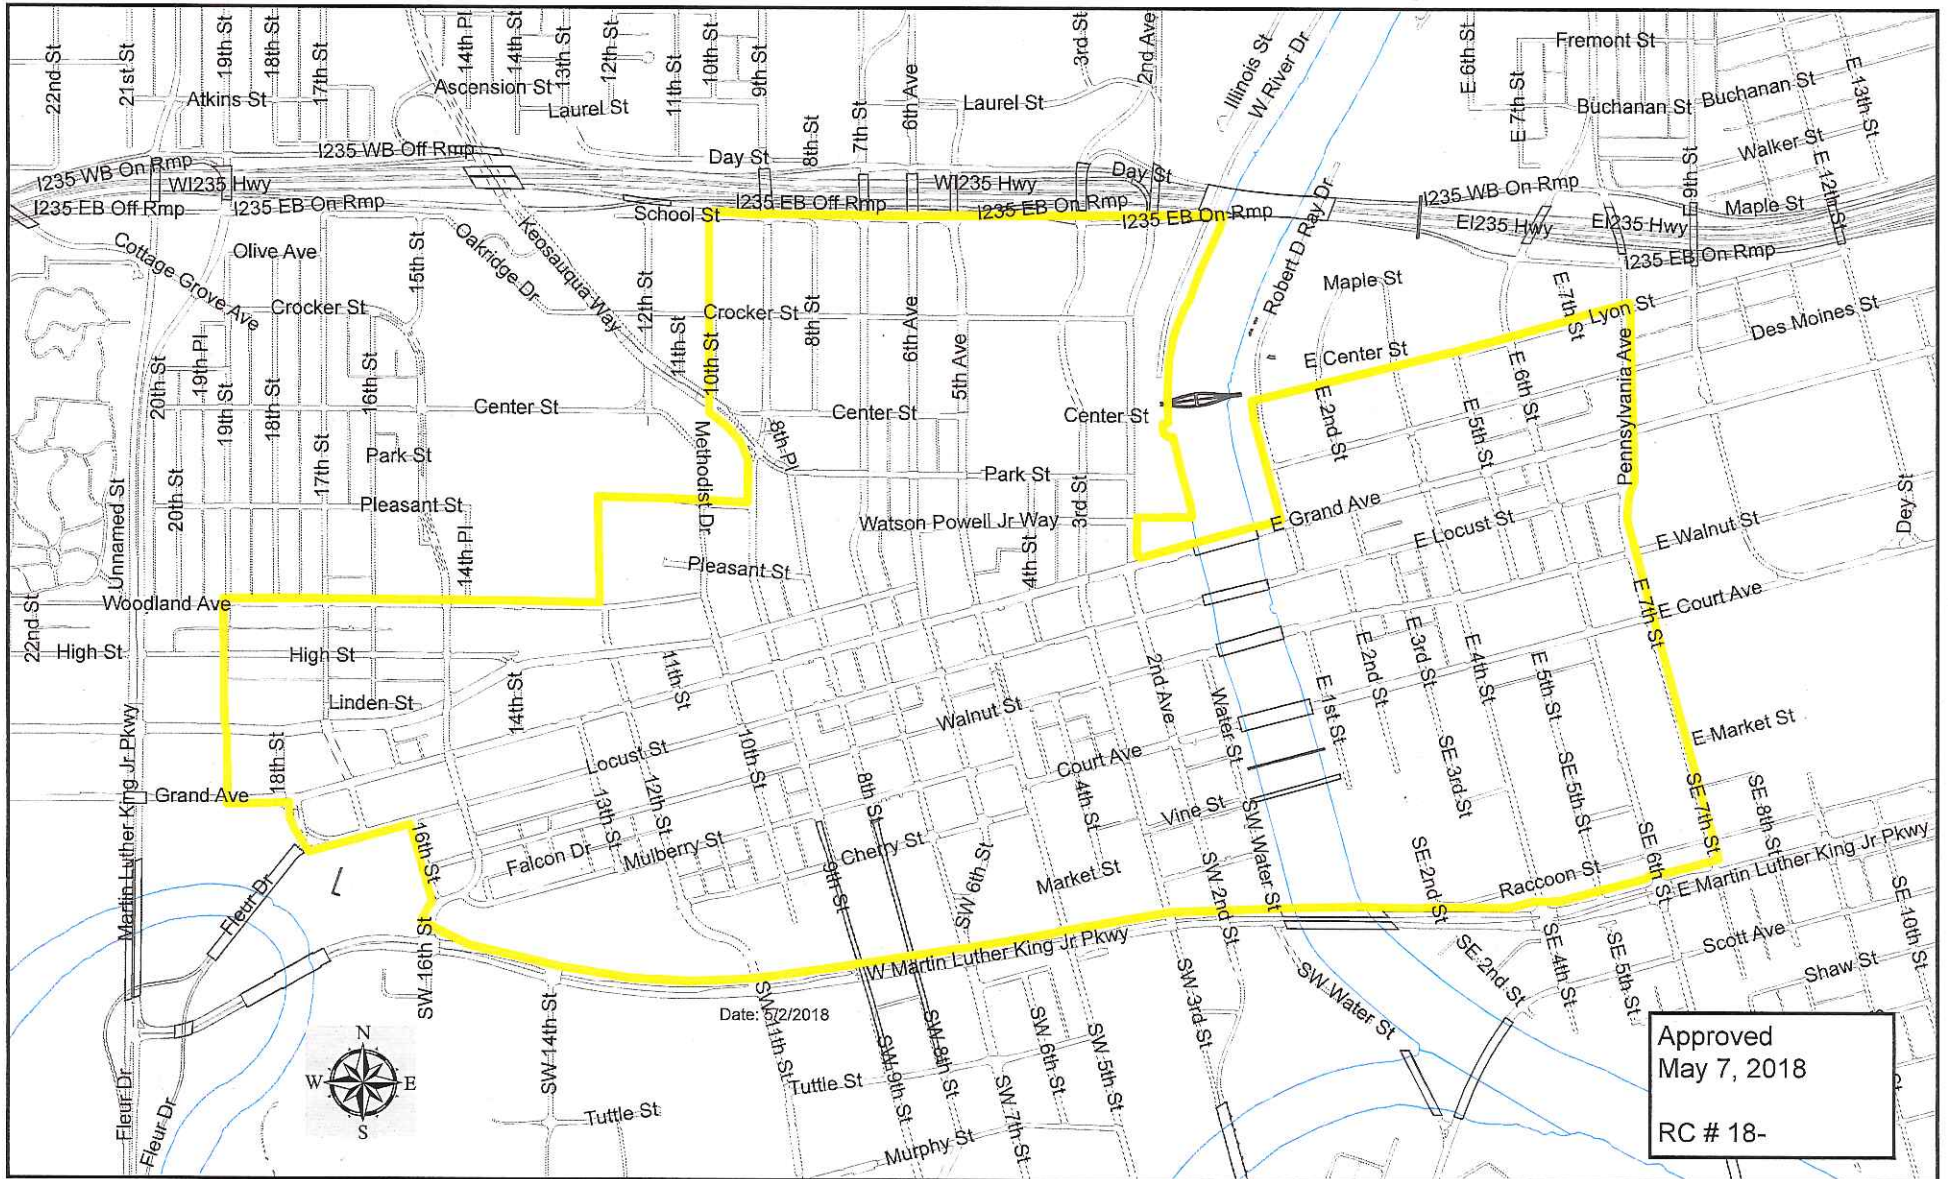 22nd St
21st St
19th St
18th St
17th St
14th Pl
14th St
13th St
12th St
11th St
10th St
9th St
8th St
7th St
6th Ave
3rd St
2nd Ave
Illinois St
W River Dr
E 6th St
E 7th St
Fremont St
Buchanan St
Buchanan St
E 13th St
Atkins St
Ascension St
Laurel St
Laurel St
Walker St
E 12th St
E 9th St
I235 WB On Rmp
WI235 Hwy
I235 EB Off Rmp
I235 EB On Rmp
I235 WB Off Rmp
Day St
Day St
WI235 Hwy
School St
I235 EB Off Rmp
I235 EB On Rmp
I235 EB On Rmp
Robert D Ray Dr
I235 WB On Rmp
EI235 Hwy
EI235 Hwy
Maple St
I235 EB On Rmp
Cottage Grove Ave
Olive Ave
15th St
Oakridge Dr
Keosauqua Way
12th St
Crocker St
Crocker St
11th St
10th St
8th St
6th Ave
5th Ave
Maple St
E 7th St
Lyon St
Des Moines St
E Center St
Pennsylvania Ave
20th St
19th Pl
19th St
18th St
16th St
17th St
Center St
Center St
Center St
E 2nd St
E 5th St
E 6th St
Park St
Methodist Dr
8th Pl
Park St
3rd St
Unnamed St
20th St
Pleasant St
14th Pl
Watson Powell Jr Way
4th St
E Grand Ave
E Locust St
E Walnut St
Dey St
Pleasant St
22nd St
Woodland Ave
High St
High St
Linden St
14th St
11th St
E 7th St
E Court Ave
E 2nd St
E 3rd St
E 4th St
E 5th St
E 1st St
2nd Ave
Water St
Walnut St
Court Ave
E Market St
Martin Luther King Jr Pkwy
18th St
Grand Ave
Locust St
10th St
12th St
13th St
8th St
4th St
Vine St
SW Water St
SE 3rd St
SE 5th St
SE 7th St
SE 8th St
16th St
Falcon Dr
Mulberry St
Cherry St
9th St
SW 6th St
Market St
SW 2nd St
SE 2nd St
Raccoon St
SE 6th St
E Martin Luther King Jr Pkwy
Fleur Dr
SW 16th St
W Martin Luther King Jr Pkwy
SW 3rd St
SW Water St
SE 2nd St
SE 4th St
SE 5th St
Scott Ave
SE 10th St
Shaw St
SW 14th St
SW 11th St
SW 9th St
SW 8th St
SW 7th St
SW 6th St
SW 5th St
Date: 5/2/2018
N
W
E
S
Tuttle St
Tuttle St
Murphy St
Fleur Dr
Fleur Dr
Approved
May 7, 2018
RC # 18-